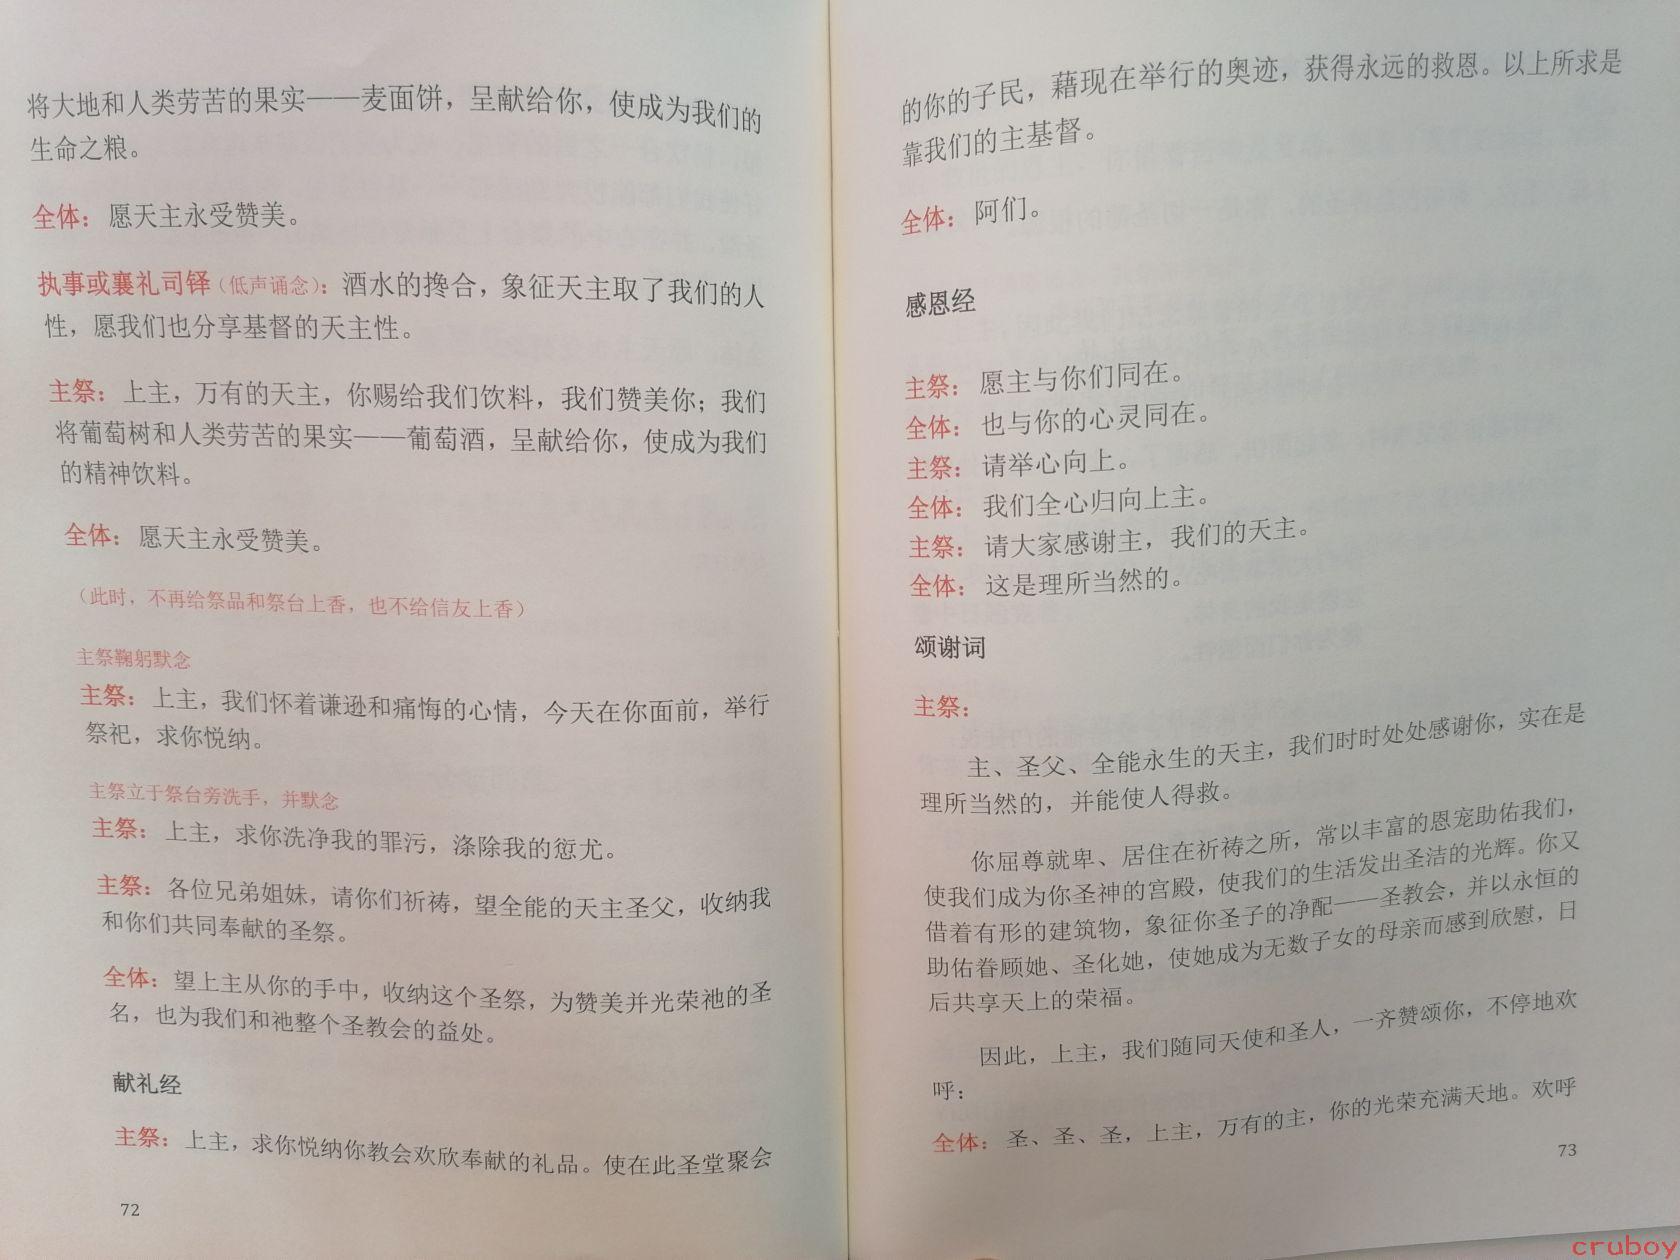 将大地和人类劳苦的果实——麦面饼，呈献给你，使成为我们的
生命之粮。
全体：愿天主永受赞美。
执事或襄礼司铎（低声诵念）：酒水的搀合，象征天主取了我们的人
性，愿我们也分享基督的天主性。
主祭：上主，万有的天主，你赐给我们饮料，我们赞美你；我们
将葡萄树和人类劳苦的果实——葡萄酒，呈献给你，使成为我们
的精神饮料。
全体：愿天主永受赞美。
（此时，不再给祭品和祭台上香，也不给信友上香）
主祭鞠躬默念
主祭：上主，我们怀着谦逊和痛悔的心情，今天在你面前，举行
祭祀，求你悦纳。
主祭立于祭台旁洗手，并默念
主祭：上主，求你洗净我的罪污，涤除我的愆尤。
主祭：各位兄弟姐妹，请你们祈祷，望全能的天主圣父，收纳我
和你们共同奉献的圣祭。
全体：望上主从你的手中，收纳这个圣祭，为赞美并光荣祂的圣
名，也为我们和祂整个圣教会的益处。
献礼经
主祭：上主，求你悦纳你教会欢欣奉献的礼品。使在此圣堂聚会
72
的你的子民，藉现在举行的奥迹，获得永远的救恩。以上所求是
靠我们的主基督。
全体：阿们。
感恩经
主祭：愿主与你们同在。
全体：也与你的心灵同在。
主祭：请举心向上。
全体：我们全心归向上主。
主祭：请大家感谢主，我们的天主。
全体：这是理所当然的。
颂谢词
主祭：
主、圣父、全能永生的天主，我们时时处处感谢你，实在是
理所当然的，并能使人得救。
你屈尊就卑、居住在祈祷之所，常以丰富的恩宠助佑我们，
使我们成为你圣神的宫殿，使我们的生活发出圣洁的光辉。你又
借着有形的建筑物，象征你圣子的净配——圣教会，并以永恒的
助佑眷顾她、圣化她，使她成为无数子女的母亲而感到欣慰，日
后共享天上的荣福。
因此，上主，我们随同天使和圣人，一齐赞颂你，不停地欢
呼：
全体：圣、圣、圣，上主，万有的主，你的光荣充满天地。欢呼
73
cruboy